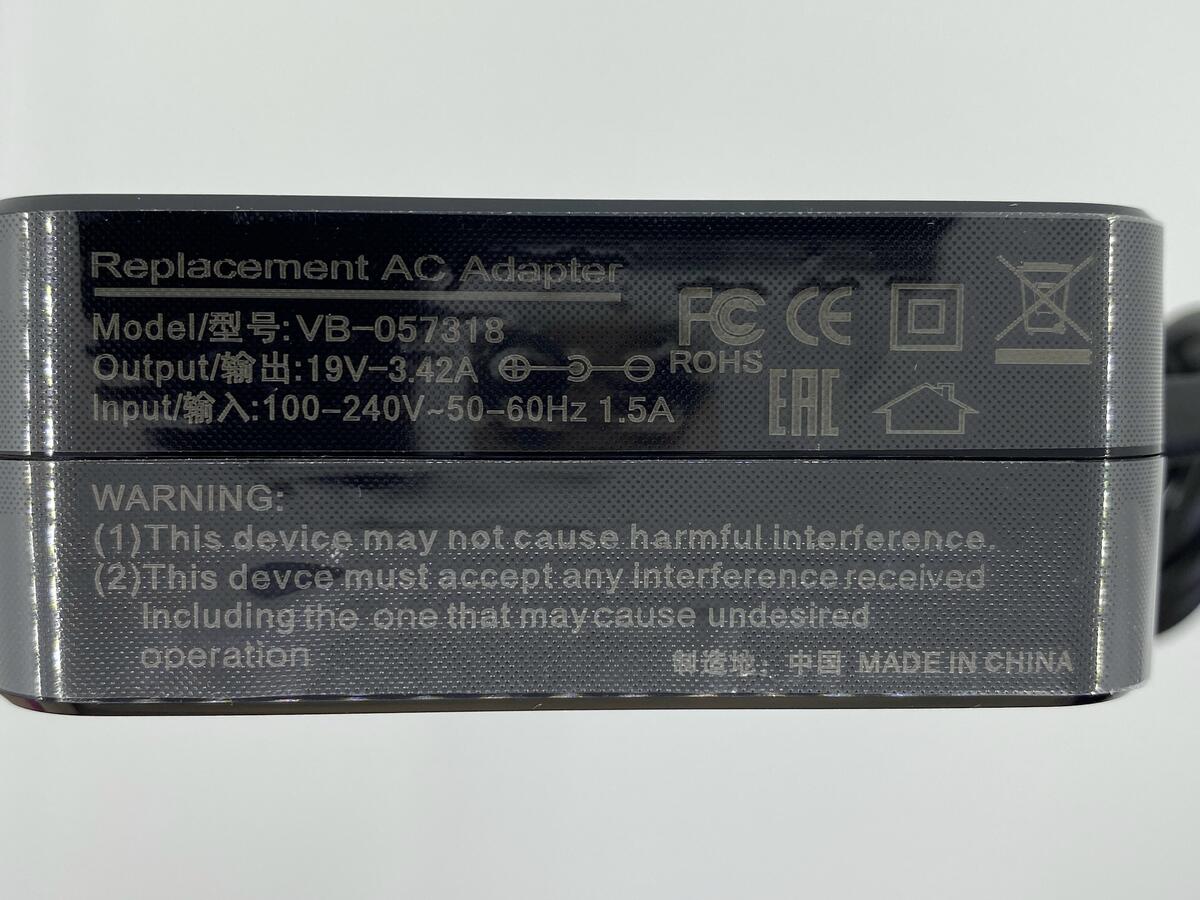 Replacement AC Adapter
Model/型号:VB-057318
Output/输出:19V-3.42A
Input/输入:100-240V~50-60Hz 1.5A
FC CE
ROHS
EAC
WARNING:
(1)This device may not cause harmful interference.
(2)This devce must accept any Interference received
Including the one that may cause undesired
operation
制造地：中国 MADE IN CHINA